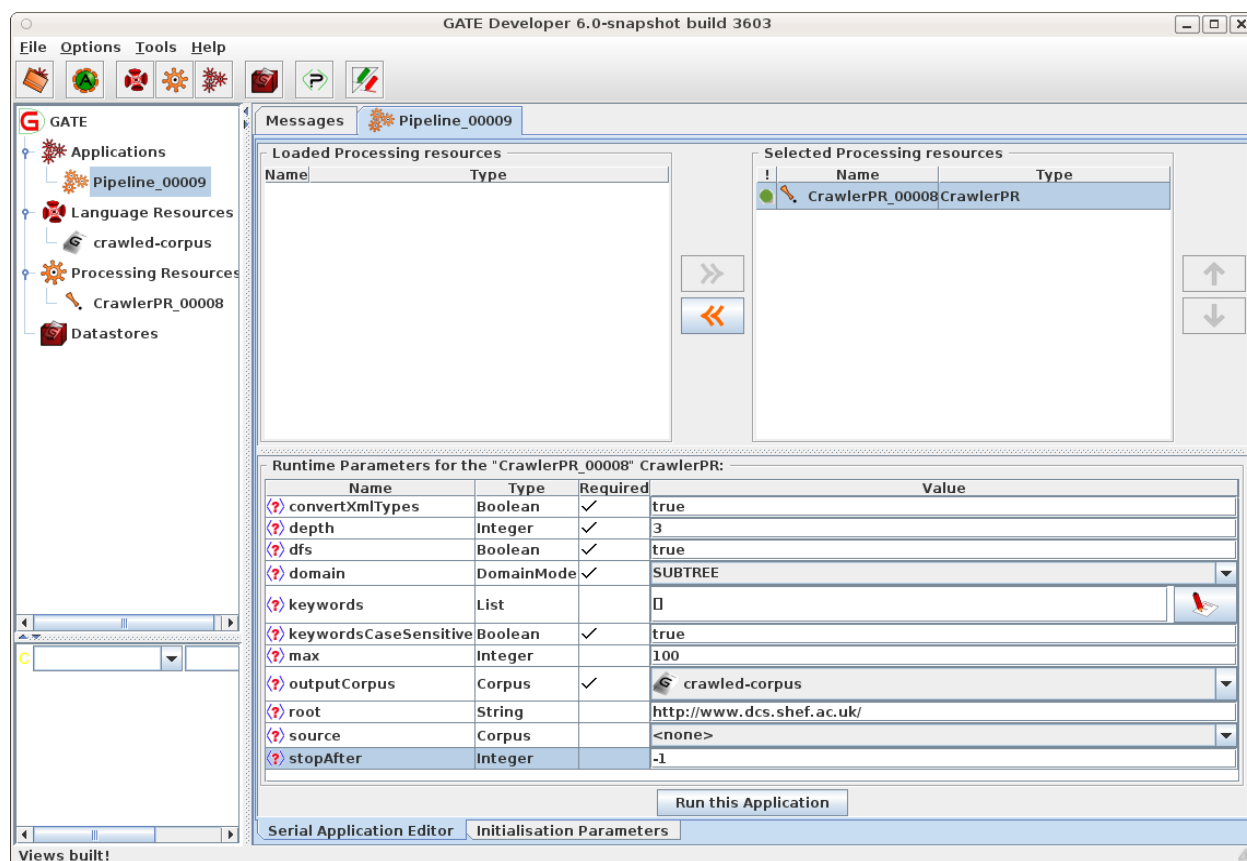 GATE Developer 6.0-snapshot build 3603
File Options Tools Help
GATE
Applications
Pipeline_00009
Language Resources
crawled-corpus
Processing Resources
CrawlerPR_00008
Datastores
Messages Pipeline_00009
Loaded Processing resources
Name Type
Selected Processing resources
! Name Type
CrawlerPR_00008 CrawlerPR
Runtime Parameters for the "CrawlerPR_00008" CrawlerPR:
Name Type Required Value
<?> convertXmlTypes Boolean ✓ true
<?> depth Integer ✓ 3
<?> dfs Boolean ✓ true
<?> domain DomainMode ✓ SUBTREE
<?> keywords List []
<?> keywordsCaseSensitive Boolean ✓ true
<?> max Integer 100
<?> outputCorpus Corpus ✓ crawled-corpus
<?> root String http://www.dcs.shef.ac.uk/
<?> source Corpus <none>
<?> stopAfter Integer -1
Run this Application
Serial Application Editor Initialisation Parameters
C
Views built!